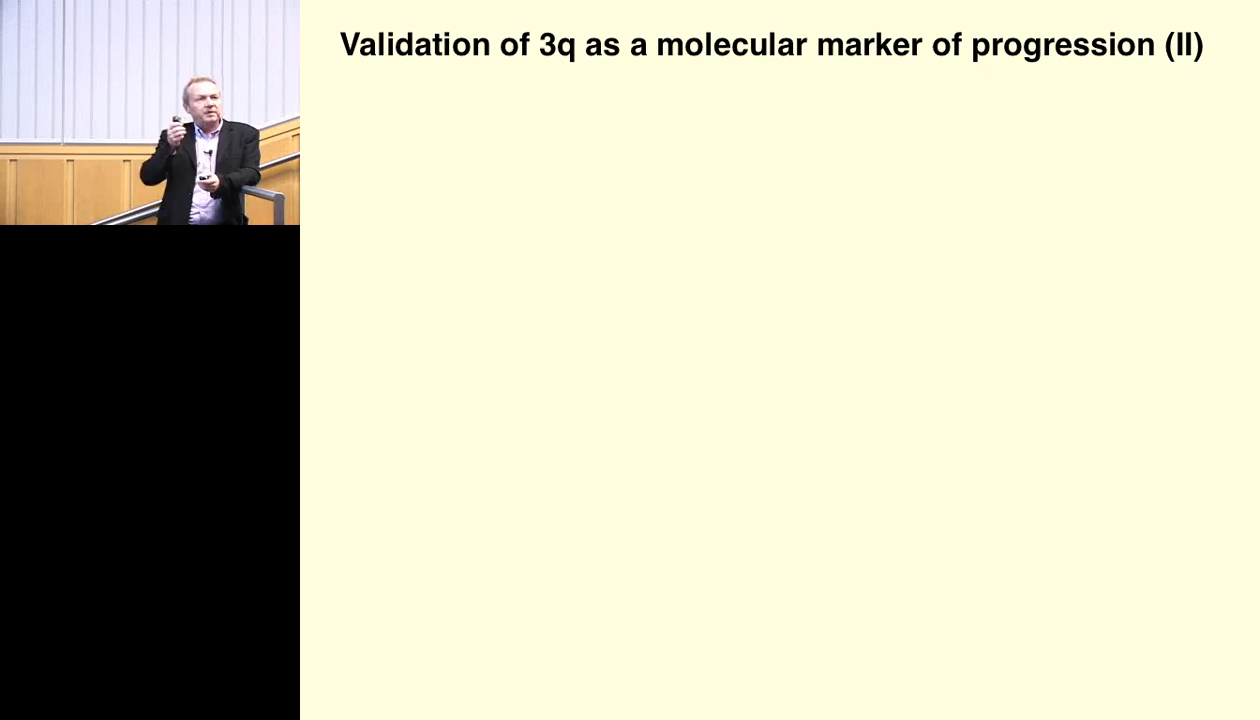 Validation of 3q as a molecular marker of progression (II)